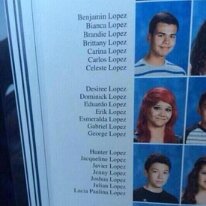 Benjamin Lopez
Bianca Lopez
Brandie Lopez
Brittany Lopez
Carina Lopez
Carlos Lopez
Celeste Lopez
Desiree Lopez
Dominick Lopez
Eduardo Lopez
Erik Lopez
Esmeralda Lopez
Gabriel Lopez
George Lopez
Hunter Lopez
Jacqueline Lopez
Javier Lopez
Jenny Lopez
Joshua Lopez
Julian Lopez
Lucia Paulina Lopez